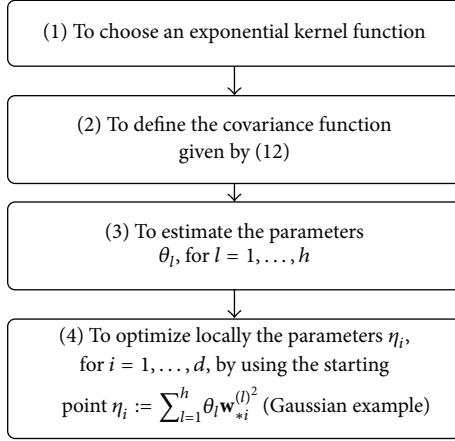 (1) To choose an exponential kernel function
(2) To define the covariance function
given by (12)
(3) To estimate the parameters
θ_l, for l = 1, . . . , h
(4) To optimize locally the parameters η_i,
for i = 1, . . . , d, by using the starting
point η_i := ∑_{l=1}^{h} θ_l w_{*i}^{(l)^2} (Gaussian example)